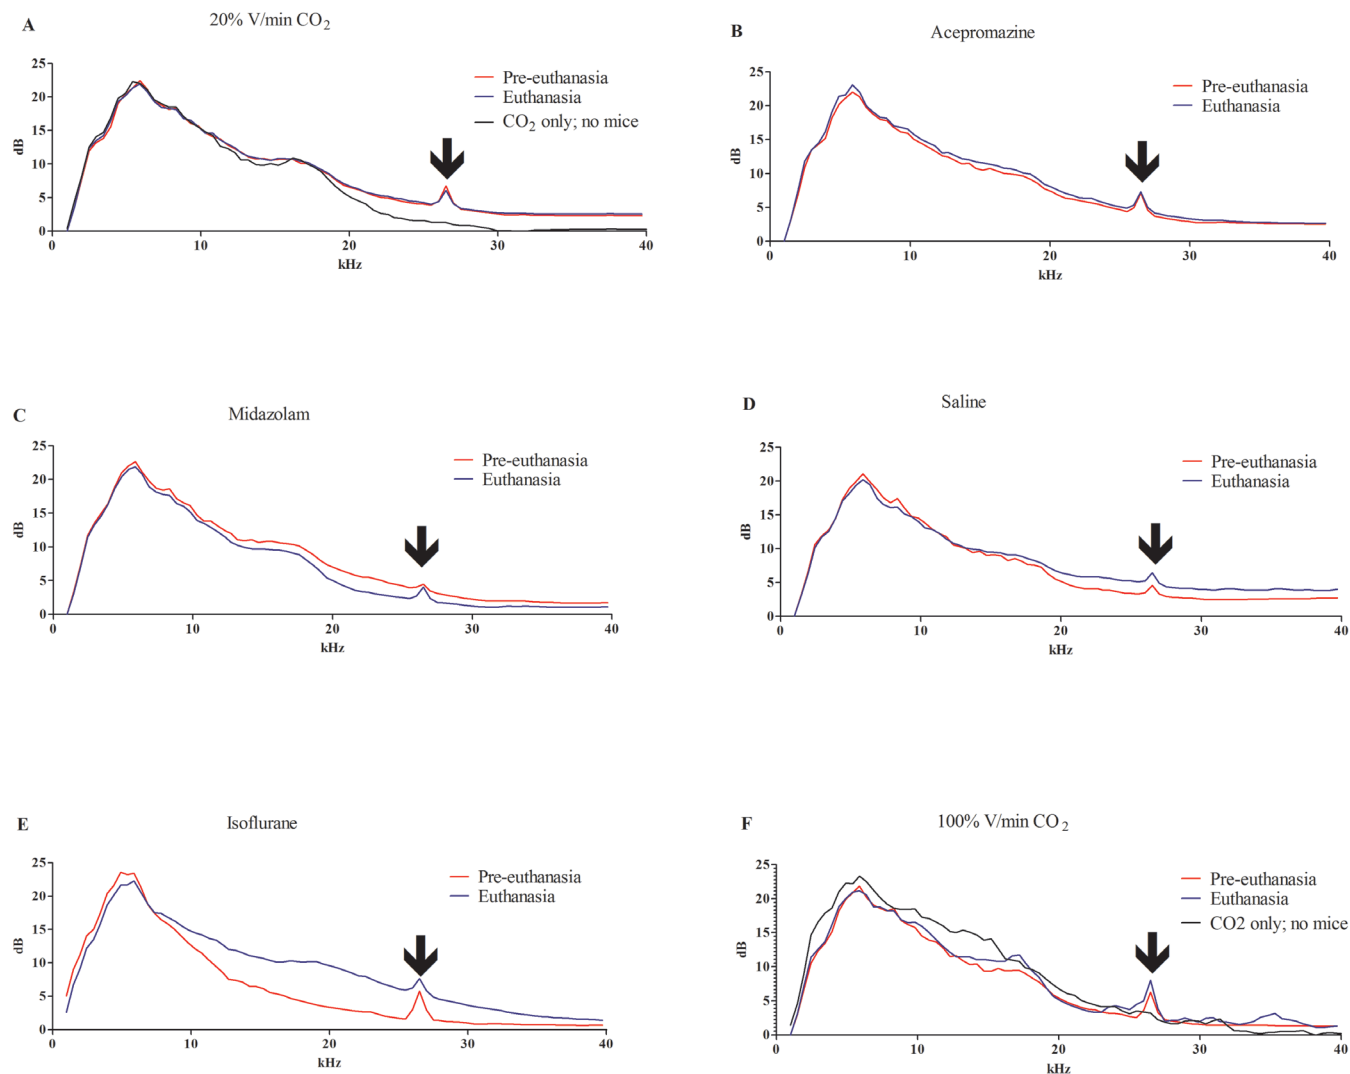 A
20% V/min CO2
25
20
15
10
5
0
dB
0
10
20
30
40
kHz
Pre-euthanasia
Euthanasia
CO2 only; no mice
B
Acepromazine
25
20
15
10
5
0
dB
0
10
20
30
40
kHz
Pre-euthanasia
Euthanasia
C
Midazolam
25
20
15
10
5
0
dB
0
10
20
30
40
kHz
Pre-euthanasia
Euthanasia
D
Saline
25
20
15
10
5
0
dB
0
10
20
30
40
kHz
Pre-euthanasia
Euthanasia
E
Isoflurane
25
20
15
10
5
0
dB
0
10
20
30
40
kHz
Pre-euthanasia
Euthanasia
F
100% V/min CO2
25
20
15
10
5
0
dB
0
10
20
30
40
kHz
Pre-euthanasia
Euthanasia
CO2 only; no mice